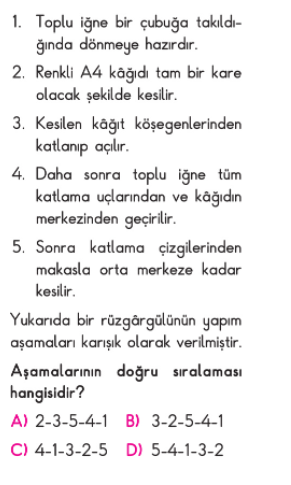 1. Toplu iğne bir çubuğa takıldı-
ğında dönmeye hazırdır.
2. Renkli A4 kâğıdı tam bir kare
olacak şekilde kesilir.
3. Kesilen kâğıt köşegenlerinden
katlanıp açılır.
4. Daha sonra toplu iğne tüm
katlama uçlarından ve kâğıdın
merkezinden geçirilir.
5. Sonra katlama çizgilerinden
makasla orta merkeze kadar
kesilir.
Yukarıda bir rüzgârgülünün yapım
aşamaları karışık olarak verilmiştir.
Aşamalarının doğru sıralaması
hangisidir?
A) 2-3-5-4-1 B) 3-2-5-4-1
C) 4-1-3-2-5 D) 5-4-1-3-2